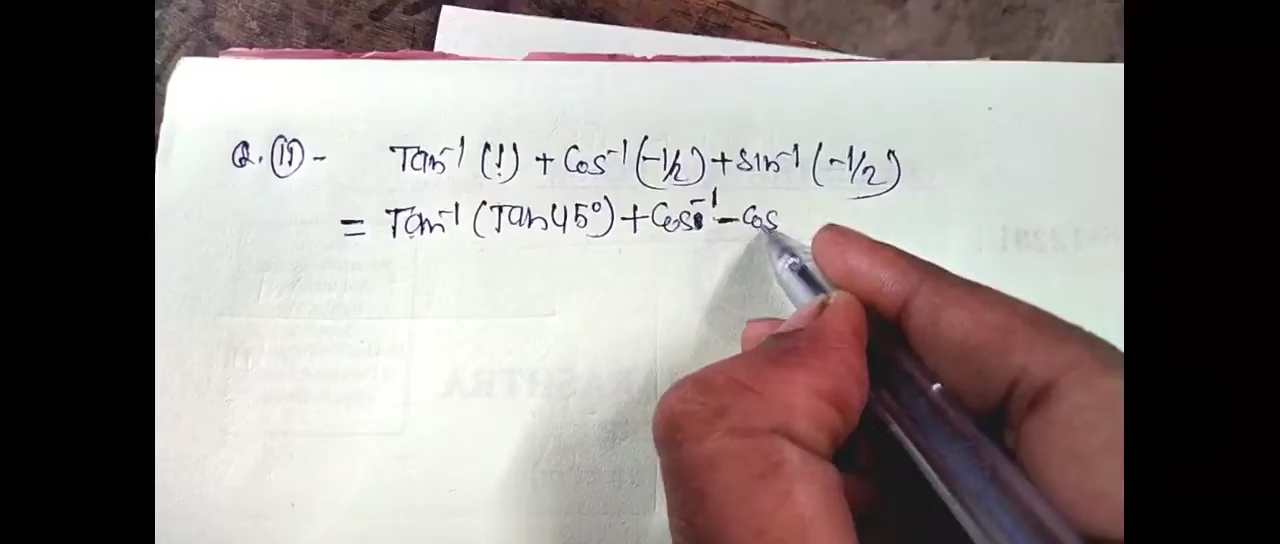 Q. (11) - Tan⁻¹ (1) + Cos⁻¹ (-1/2) + Sin⁻¹ (-1/2)
= Tan⁻¹ (Tan45°) + Cos⁻¹ - Cos